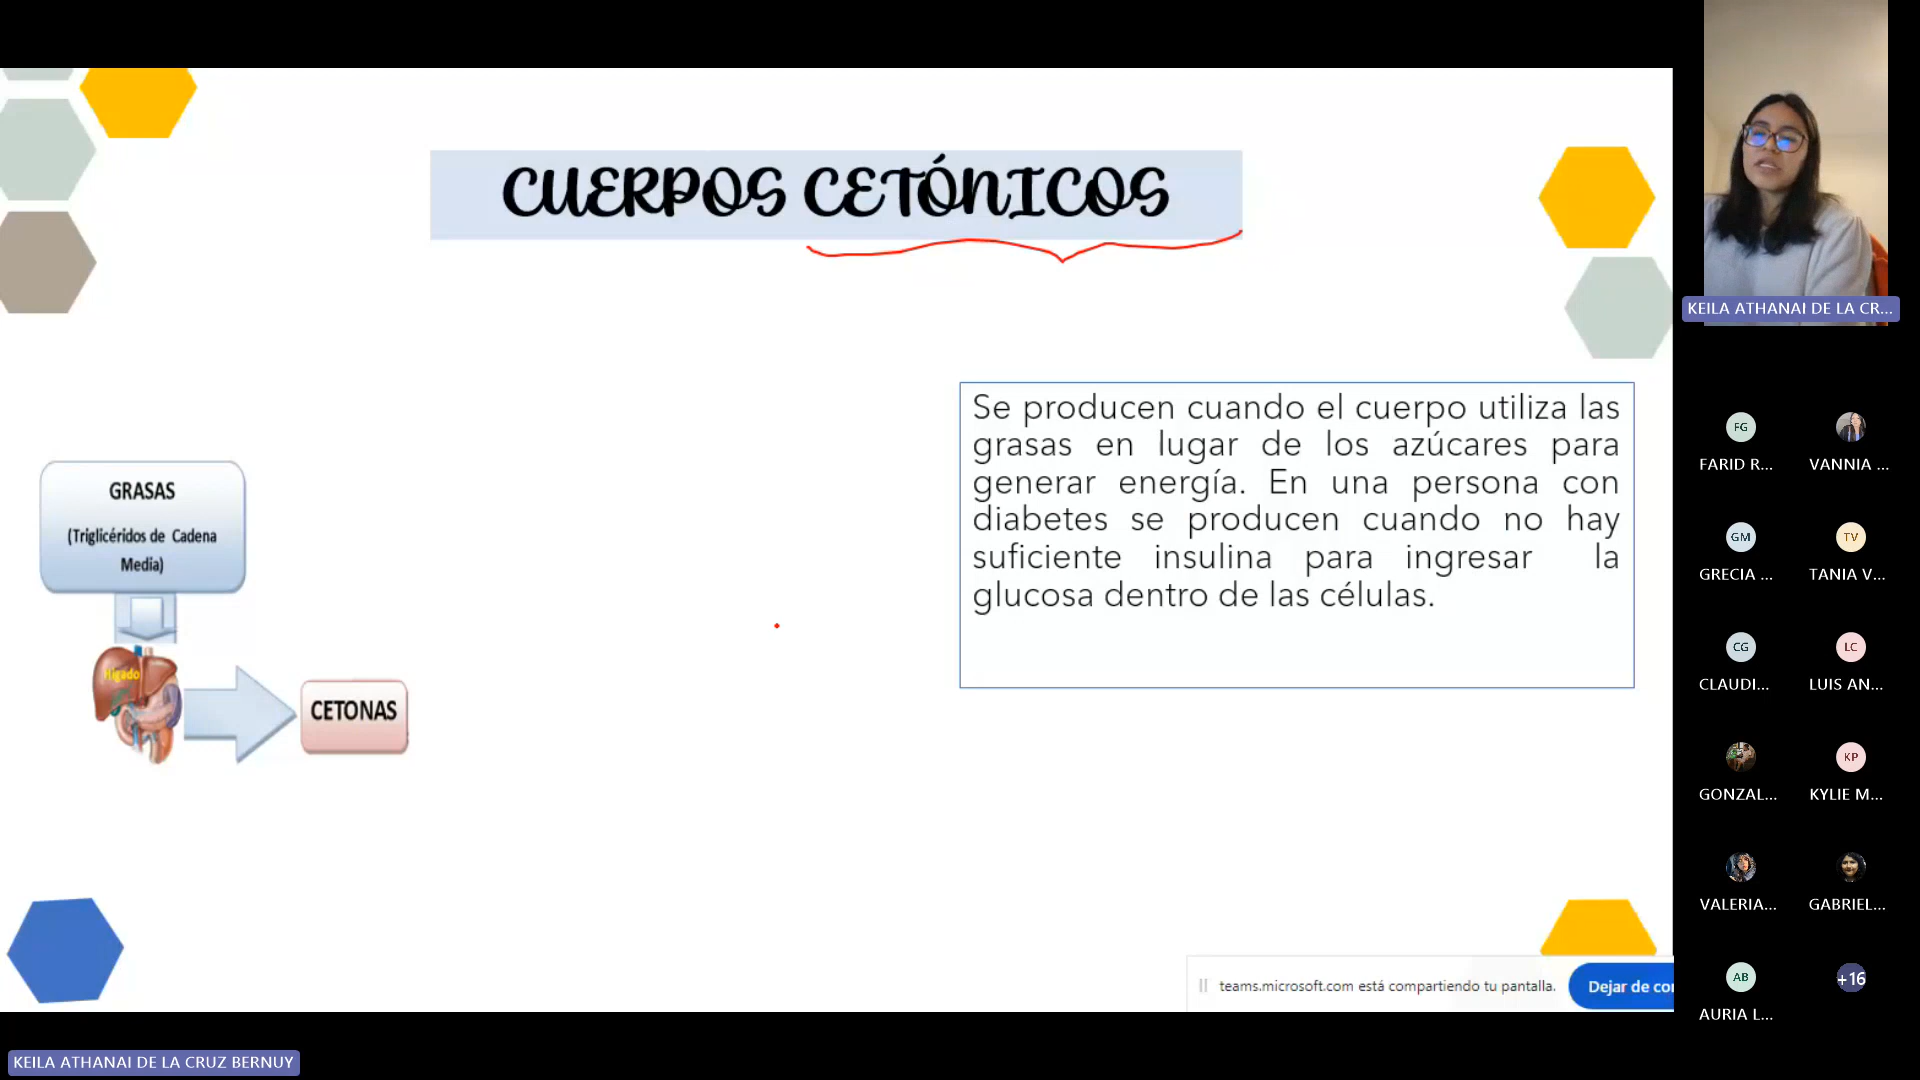 CUERPOS CETÓNICOS
GRASAS
(Triglicéridos de Cadena
Media)
Hígado
CETONAS
Se producen cuando el cuerpo utiliza las
grasas en lugar de los azúcares para
generar energía. En una persona con
diabetes se producen cuando no hay
suficiente insulina para ingresar la
glucosa dentro de las células.
teams.microsoft.com está compartiendo tu pantalla.
Dejar de co
KEILA ATHANAI DE LA CRUZ BERNUY
KEILA ATHANAI DE LA CR...
FG
FARID R...
VANNIA ...
GM
GRECIA ...
TV
TANIA V...
CG
CLAUDI...
LC
LUIS AN...
GONZAL...
KP
KYLIE M...
VALERIA...
GABRIEL...
AB
AURIA L...
+16